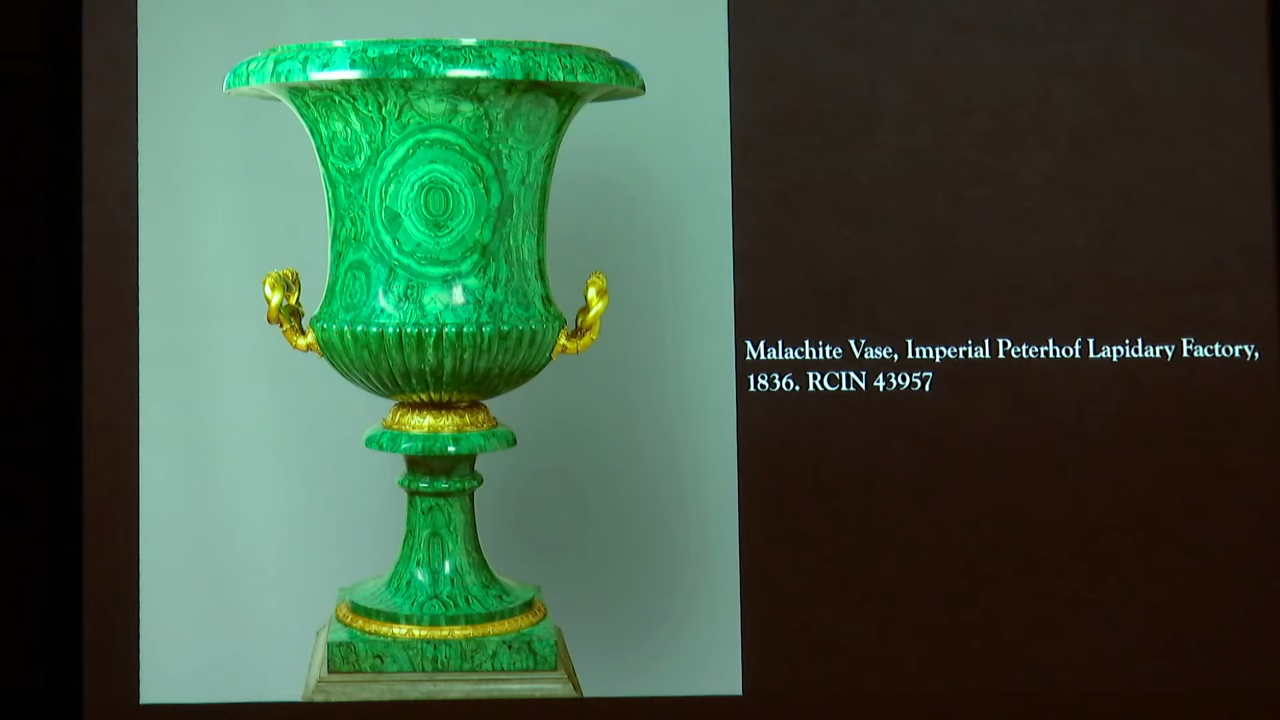 Malachite Vase, Imperial Peterhof Lapidary Factory,
1836. RCIN 43957